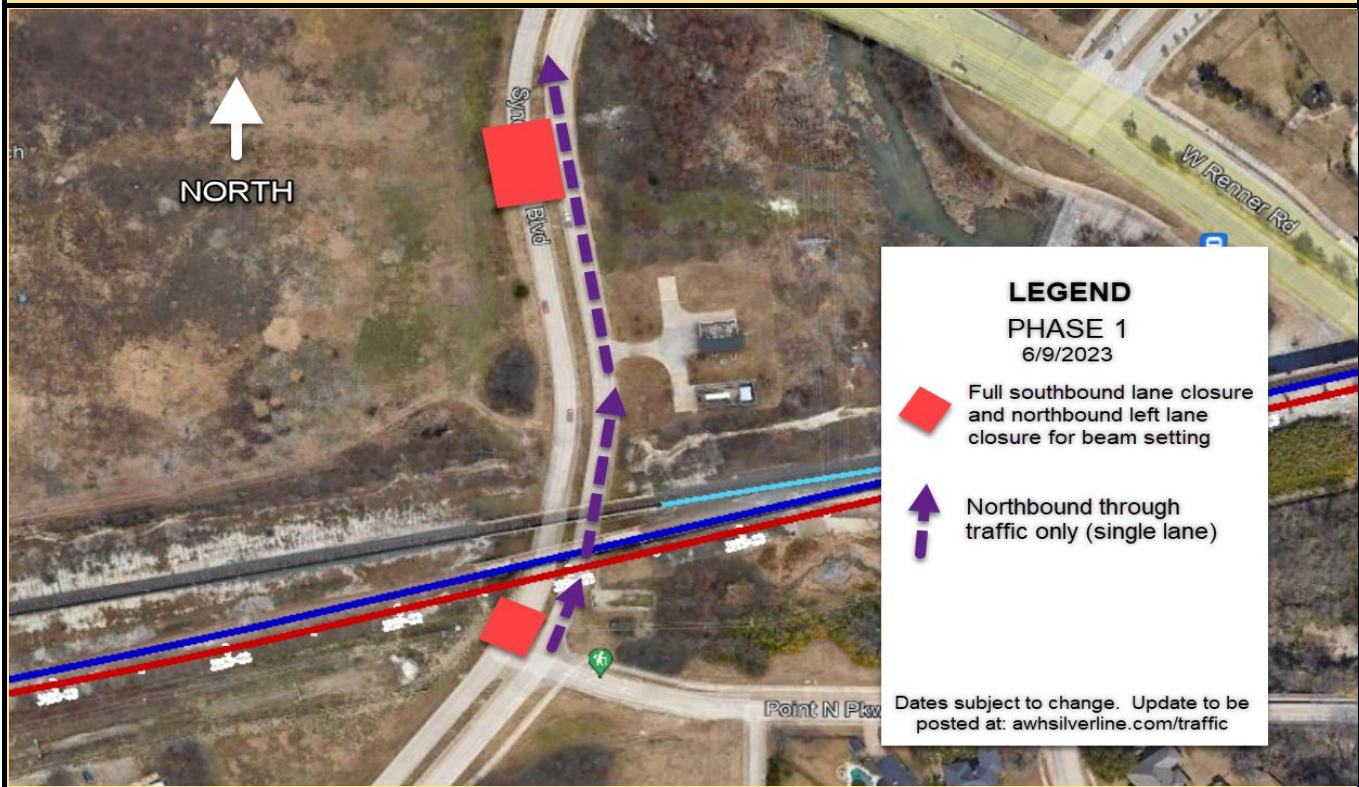 ch
NORTH
Blvd
W Renner Rd
LEGEND
PHASE 1
6/9/2023
Full southbound lane closure
and northbound left lane
closure for beam setting
Northbound through
traffic only (single lane)
Point N Pkw
Dates subject to change.  Update to be
posted at: awhsilverline.com/traffic